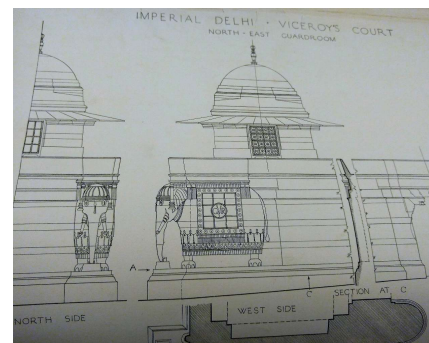 IMPERIAL DELHI · VICEROY'S COURT
NORTH · EAST GUARDROOM
A
C
SECTION AT C
NORTH SIDE
WEST SIDE